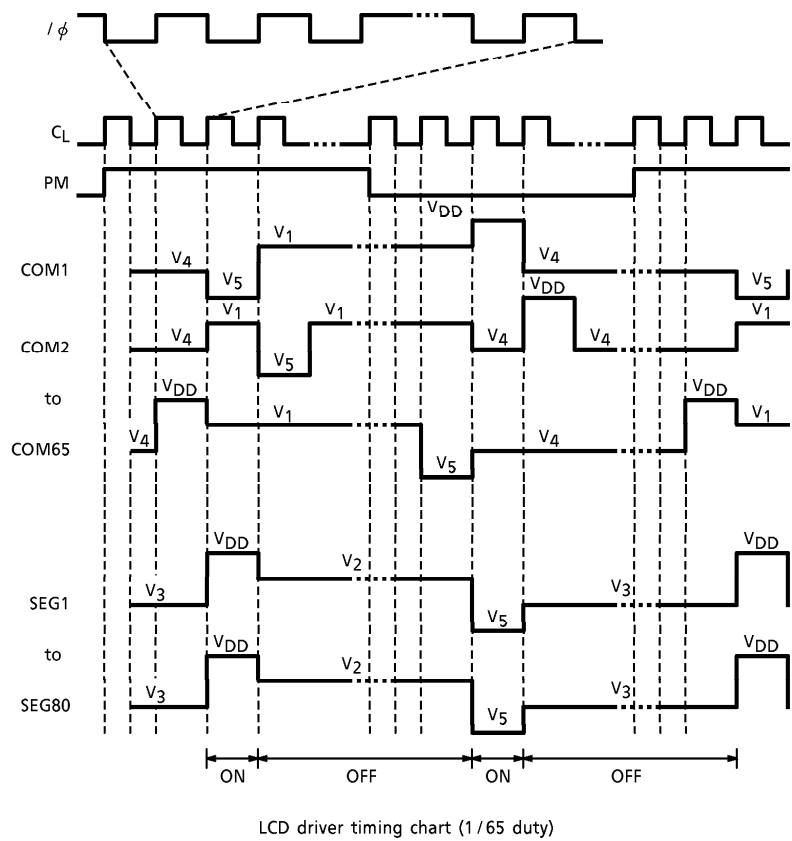 /ϕ
CL
PM
VDD
V1
V4 V5 V4 V5
COM1
VDD
V1 V1 V1
COM2 V4 V4 V4
V5
to
VDD VDD
V1 V1
V4 V4
COM65
V5
VDD VDD
V2
V3 V3
SEG1
V5
to
VDD VDD
V2
V3 V3
SEG80
V5
ON OFF ON OFF
LCD driver timing chart (1/65 duty)